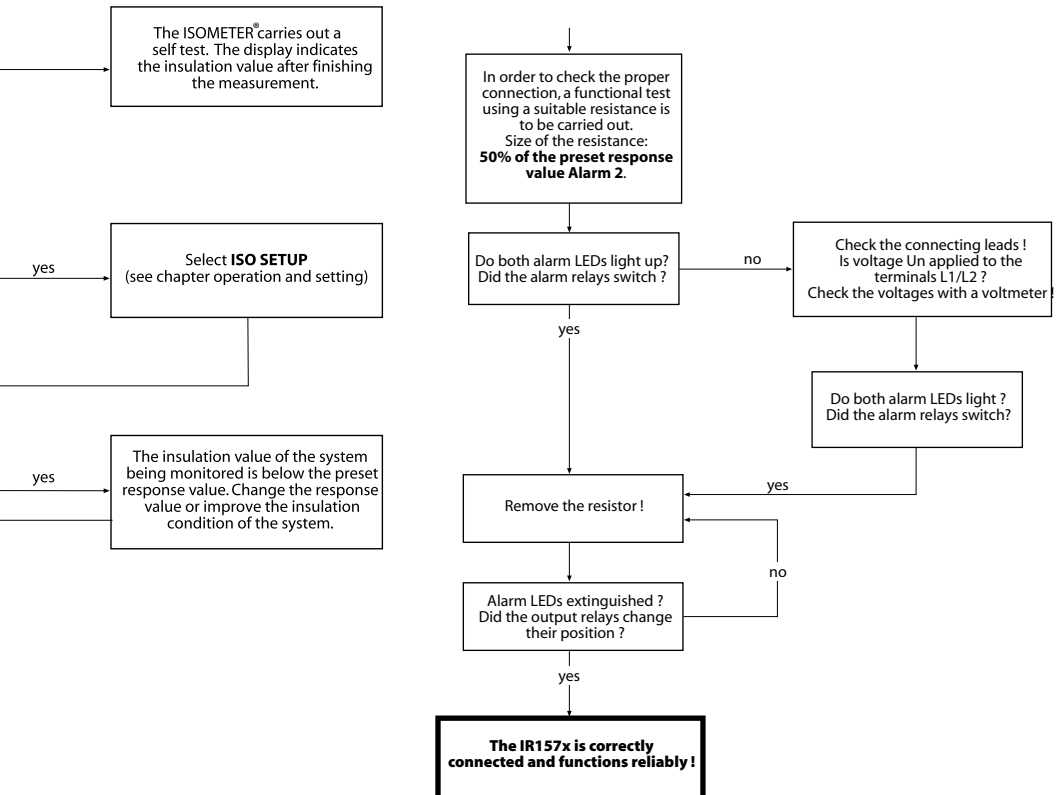 The ISOMETER® carries out a
self test. The display indicates
the insulation value after finishing
the measurement.
yes
Select ISO SETUP
(see chapter operation and setting)
yes
The insulation value of the system
being monitored is below the preset
response value. Change the response
value or improve the insulation
condition of the system.
In order to check the proper
connection, a functional test
using a suitable resistance is
to be carried out.
Size of the resistance:
50% of the preset response
value Alarm 2.
Do both alarm LEDs light up?
Did the alarm relays switch ?
no
Check the connecting leads !
Is voltage Un applied to the
terminals L1/L2 ?
Check the voltages with a voltmeter !
yes
Do both alarm LEDs light ?
Did the alarm relays switch?
yes
Remove the resistor !
no
Alarm LEDs extinguished ?
Did the output relays change
their position ?
yes
The IR157x is correctly
connected and functions reliably !